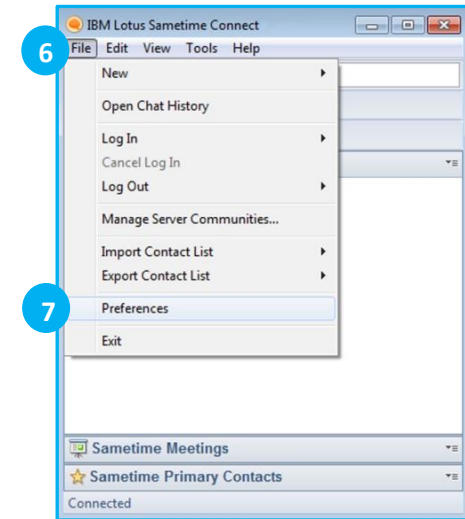 IBM Lotus Sametime Connect
6
File Edit View Tools Help
New
Open Chat History
Log In
Cancel Log In
Log Out
Manage Server Communities...
Import Contact List
Export Contact List
7
Preferences
Exit
Sametime Meetings
Sametime Primary Contacts
Connected